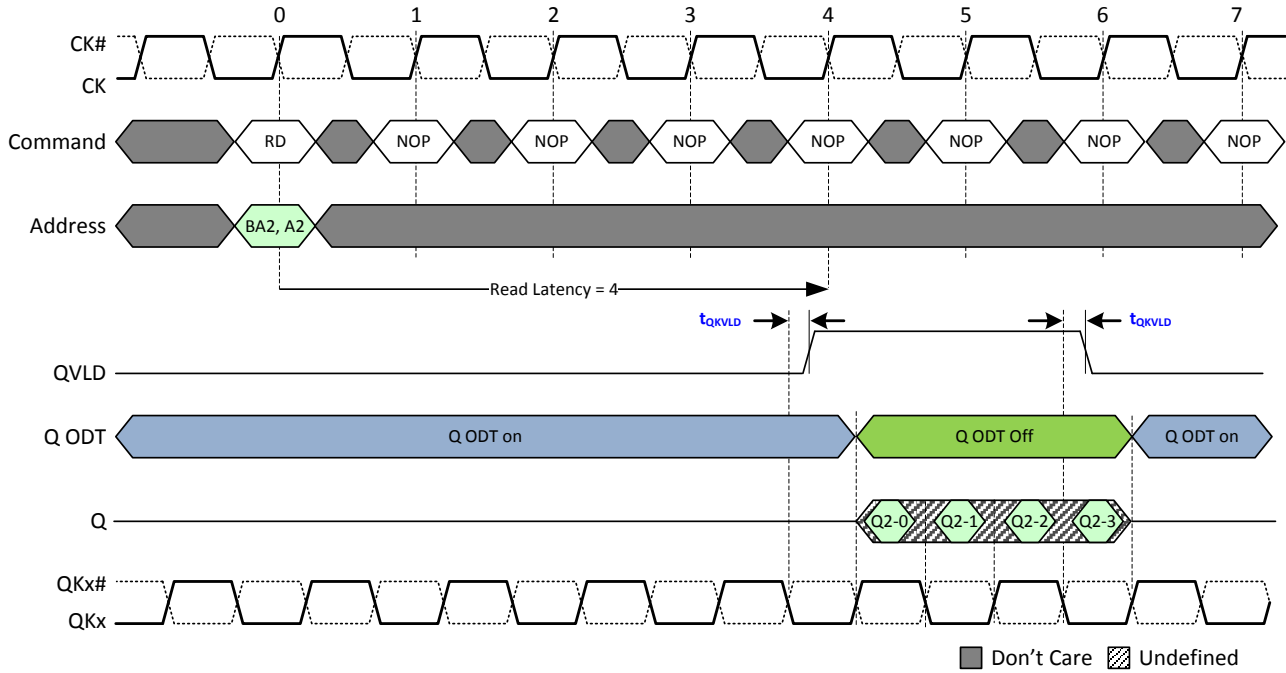 0 1 2 3 4 5 6 7
CK#
CK
Command RD NOP NOP NOP NOP NOP NOP NOP
Address BA2, A2
Read Latency = 4
tQKVLD tQKVLD
QVLD
Q ODT Q ODT on Q ODT Off Q ODT on
Q Q2-0 Q2-1 Q2-2 Q2-3
QKx#
QKx
Don't Care Undefined